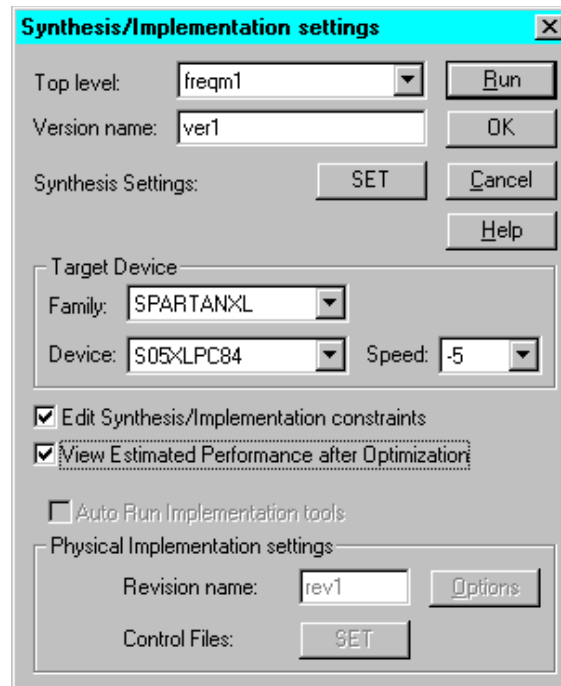 Synthesis/Implementation settings
Top level: freqm1 Run
Version name: ver1 OK
Synthesis Settings: SET Cancel
Help
Target Device
Family: SPARTANXL
Device: S05XLPC84 Speed: -5
Edit Synthesis/Implementation constraints
View Estimated Performance after Optimization
Auto Run Implementation tools
Physical Implementation settings
Revision name: rev1 Options
Control Files: SET